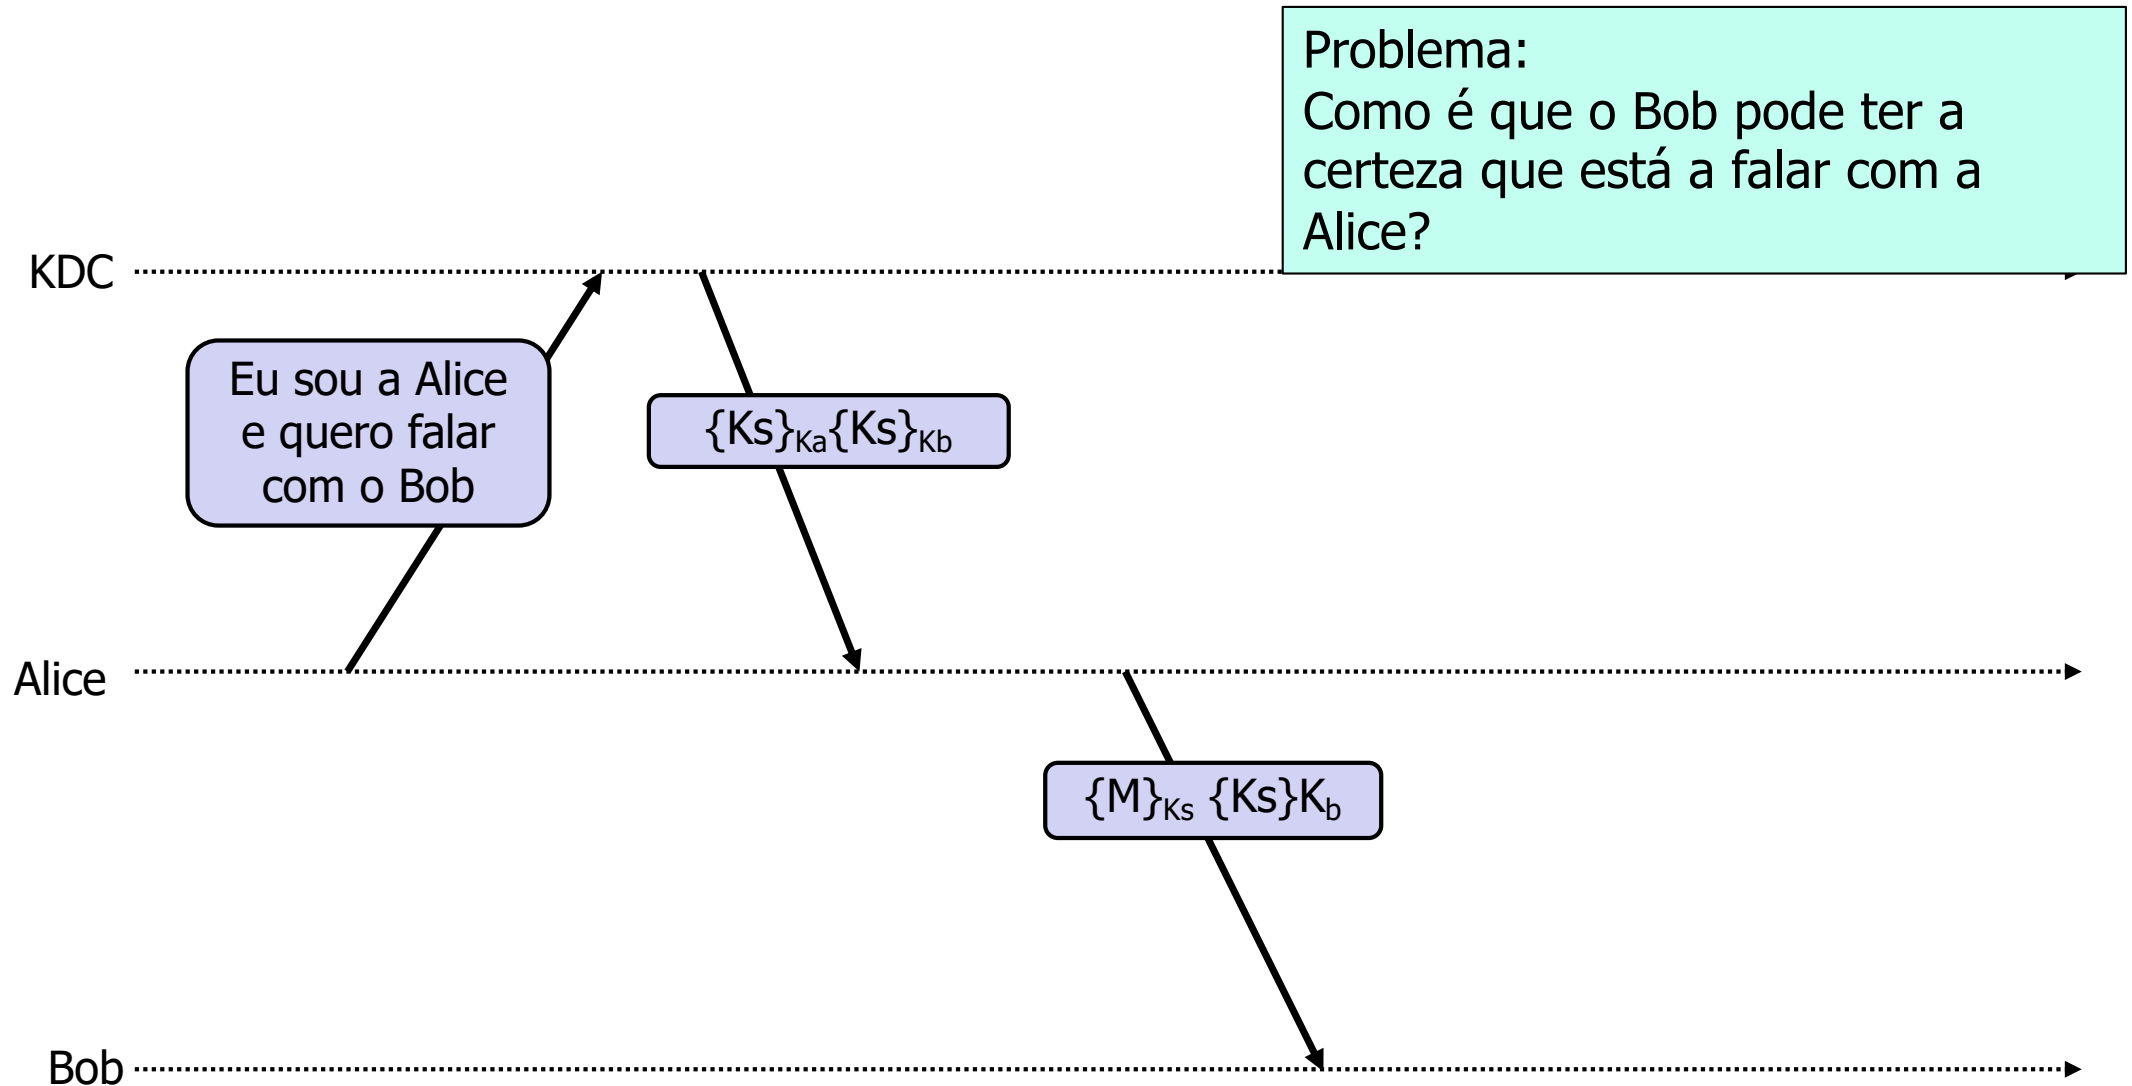 Problema:
Como é que o Bob pode ter a
certeza que está a falar com a
Alice?
KDC
Eu sou a Alice
e quero falar
com o Bob
{Ks}Ka{Ks}Kb
Alice
{M}Ks {Ks}Kb
Bob